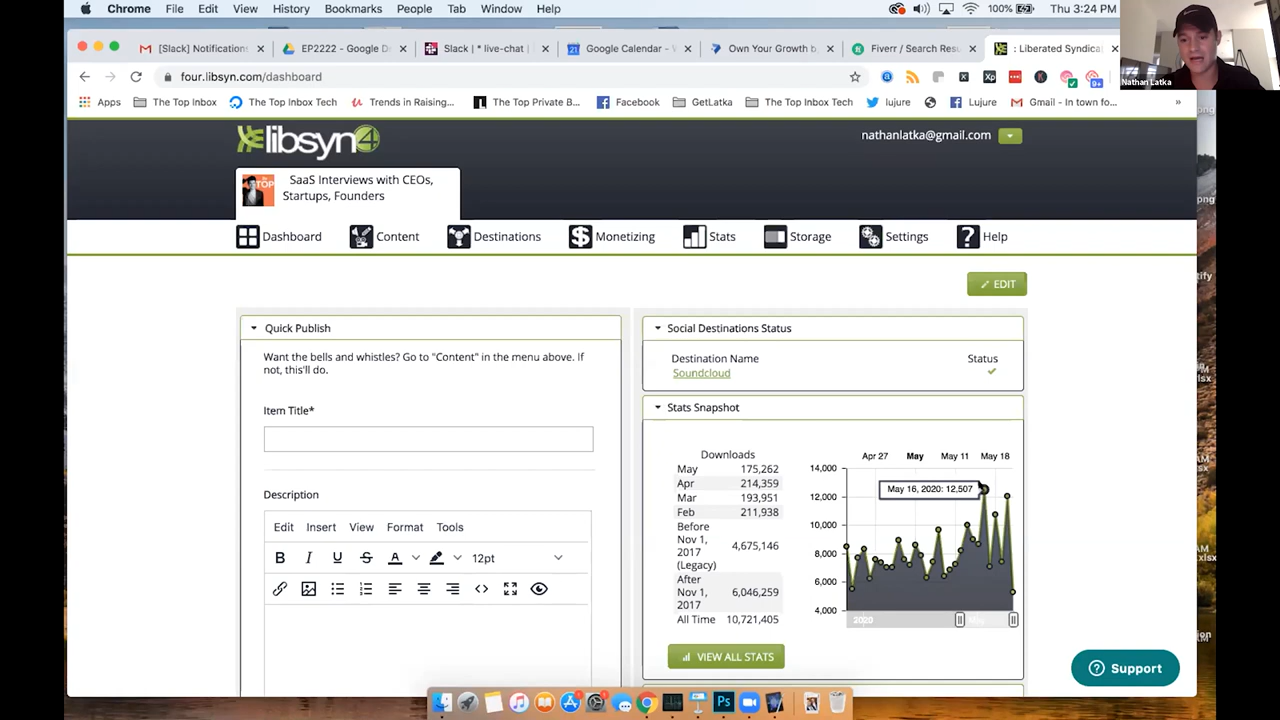 Chrome File Edit View History Bookmarks People Tab Window Help 100% Thu 3:24 PM
[Slack] Notifications EP2222 - Google D Slack | * live-chat | Google Calendar - W Own Your Growth b Fiverr / Search Res : Liberated Syndica
four.libsyn.com/dashboard
Apps The Top Inbox The Top Inbox Tech Trends in Raising... The Top Private B... Facebook GetLatka The Top Inbox Tech lujure Lujure Gmail - In town fo... »
Nathan Latka
libsyn4
nathanlatka@gmail.com
SaaS Interviews with CEOs,
Startups, Founders
Dashboard Content Destinations Monetizing Stats Storage Settings Help
EDIT
Quick Publish
Want the bells and whistles? Go to "Content" in the menu above. If
not, this'll do.
Item Title*
Description
Edit Insert View Format Tools
B I U S A 12pt
Social Destinations Status
Destination Name Status
Soundcloud
Stats Snapshot
Downloads
May 175,262
Apr 214,359
Mar 193,951
Feb 211,938
Before
Nov 1,
2017
(Legacy) 4,675,146
After
Nov 1,
2017 6,046,259
All Time 10,721,405
Apr 27 May May 11 May 18
14,000
12,000
10,000
8,000
6,000
4,000
May 16, 2020: 12,507
2020 May
VIEW ALL STATS
Support